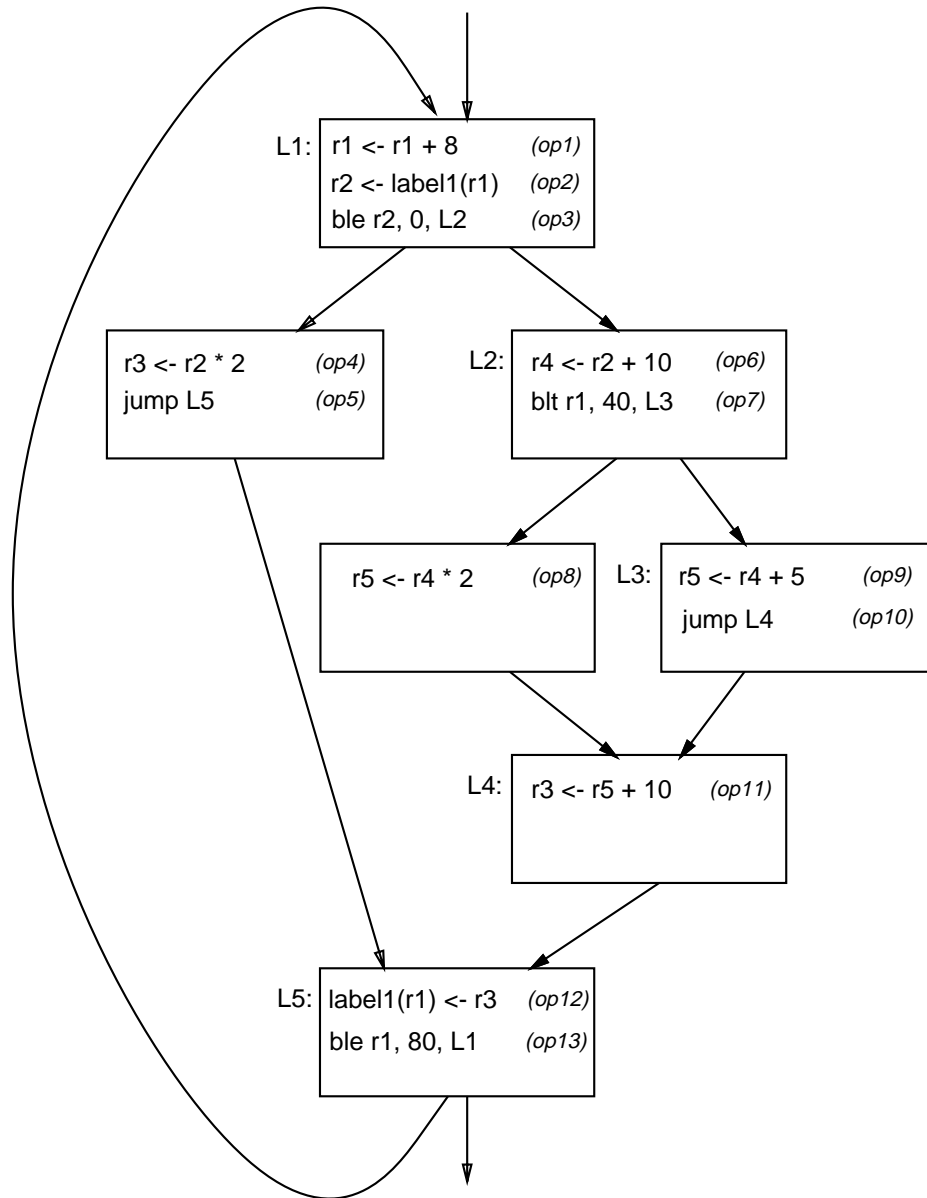 L1: r1 <- r1 + 8 (op1)
r2 <- label1(r1) (op2)
ble r2, 0, L2 (op3)
r3 <- r2 * 2 (op4)
jump L5 (op5)
L2: r4 <- r2 + 10 (op6)
blt r1, 40, L3 (op7)
r5 <- r4 * 2 (op8)
L3: r5 <- r4 + 5 (op9)
jump L4 (op10)
L4: r3 <- r5 + 10 (op11)
L5: label1(r1) <- r3 (op12)
ble r1, 80, L1 (op13)